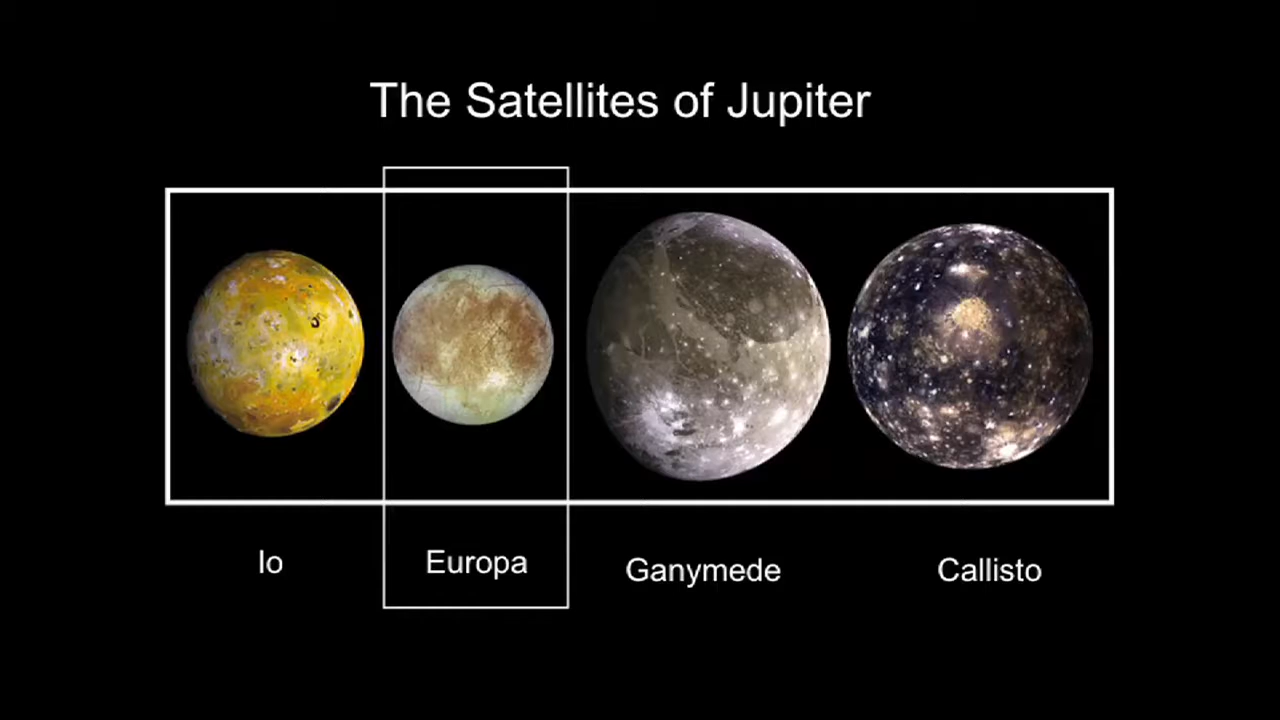 The Satellites of Jupiter
Io
Europa
Ganymede
Callisto